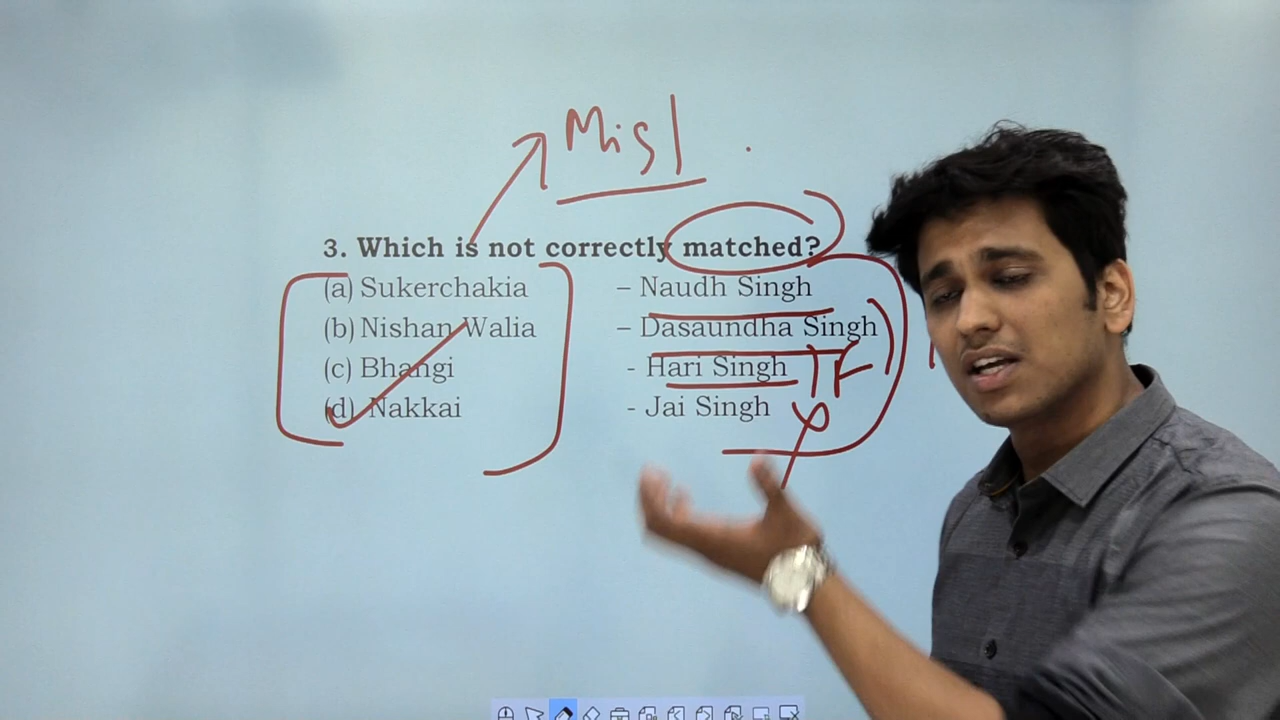 Misl
3. Which is not correctly matched?
(a) Sukerchakia – Naudh Singh
(b) Nishan Walia – Dasaundha Singh
(c) Bhangi - Hari Singh
(d) Nakkai - Jai Singh